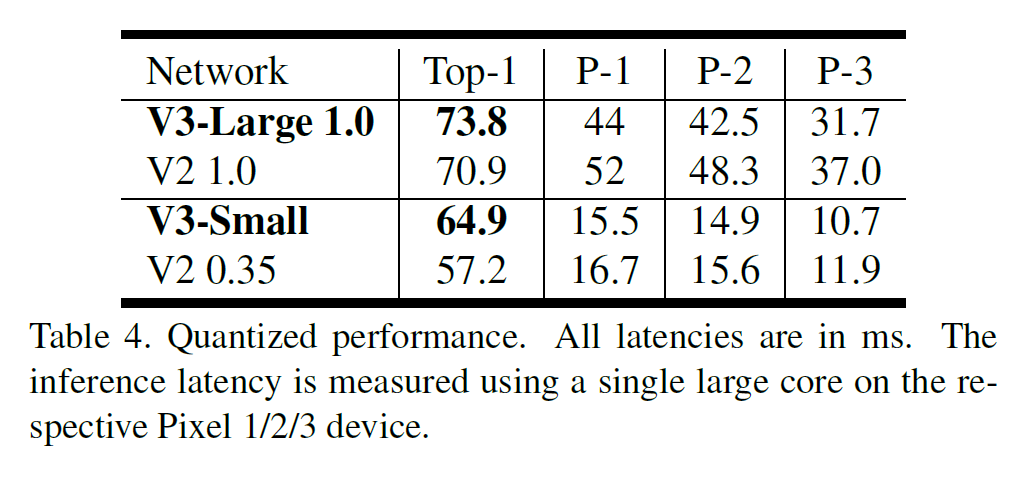 Network Top-1 P-1 P-2 P-3
V3-Large 1.0 73.8 44 42.5 31.7
V2 1.0 70.9 52 48.3 37.0
V3-Small 64.9 15.5 14.9 10.7
V2 0.35 57.2 16.7 15.6 11.9
Table 4. Quantized performance. All latencies are in ms. The
inference latency is measured using a single large core on the re-
spective Pixel 1/2/3 device.